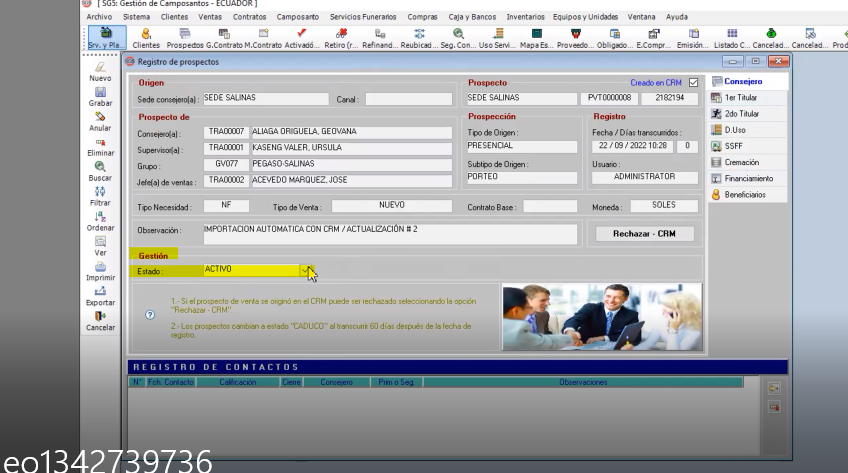 [ SG5: Gestión de Camposantos - ECUADOR ]
Archivo Sistema Clientes Ventas Contratos Camposanto Servicios Funerarios Compras Caja y Bancos Inventarios Equipos y Unidades Ventana Ayuda
Srv. y Pla... Clientes Prospectos G.Contrato M.Contrato Activació... Retiro (r... Refinanci... Reubicad... Seg. Con... Uso Servi... Mapa Es... Proveedo... Obligado... E.Compr... Emisión... Listado C... Cancelad... Cancelad...
Registro de prospectos
Nuevo
Grabar
Anular
Eliminar
Buscar
Filtrar
Ordenar
Ver
Imprimir
Exportar
Cancelar
Origen
Sede consejero(a) : SEDE SALINAS Canal :
Prospecto Creado en CRM
SEDE SALINAS PVT0000008 2182194
Prospecto de
Consejero(a) : TRA00007 ALIAGA ORIGUELA, GEOVANA
Supervisor(a) : TRA00001 KASENG VALER, URSULA
Grupo : GV077 PEGASO-SALINAS
Jefe(a) de ventas : TRA00002 ACEVEDO MARQUEZ, JOSE
Prospección
Tipo de Origen :
PRESENCIAL
Subtipo de Origen :
PORTEO
Registro
Fecha / Días transcurridos :
22 / 09 / 2022 10:28 0
Usuario :
ADMINISTRATOR
Tipo Necesidad : NF Tipo de Venta : NUEVO Contrato Base : Moneda : SOLES
Observación : IMPORTACION AUTOMATICA CON CRM / ACTUALIZACIÓN # 2
Rechazar - CRM
Gestión
Estado : ACTIVO
1.- Si el prospecto de venta se originó en el CRM puede ser rechazado seleccionando la opción
"Rechazar - CRM"
2.- Los prospectos cambian a estado "CADUCO" al transcurrir 60 días después de la fecha de
registro.
Consejero
1er Titular
2do Titular
D.Uso
SSFF
Cremación
Financiamiento
Beneficiarios
REGISTRO DE CONTACTOS
N° Fch. Contacto Calificación Cierre Consejero Prim o Seg. Observaciones
eo1342739736